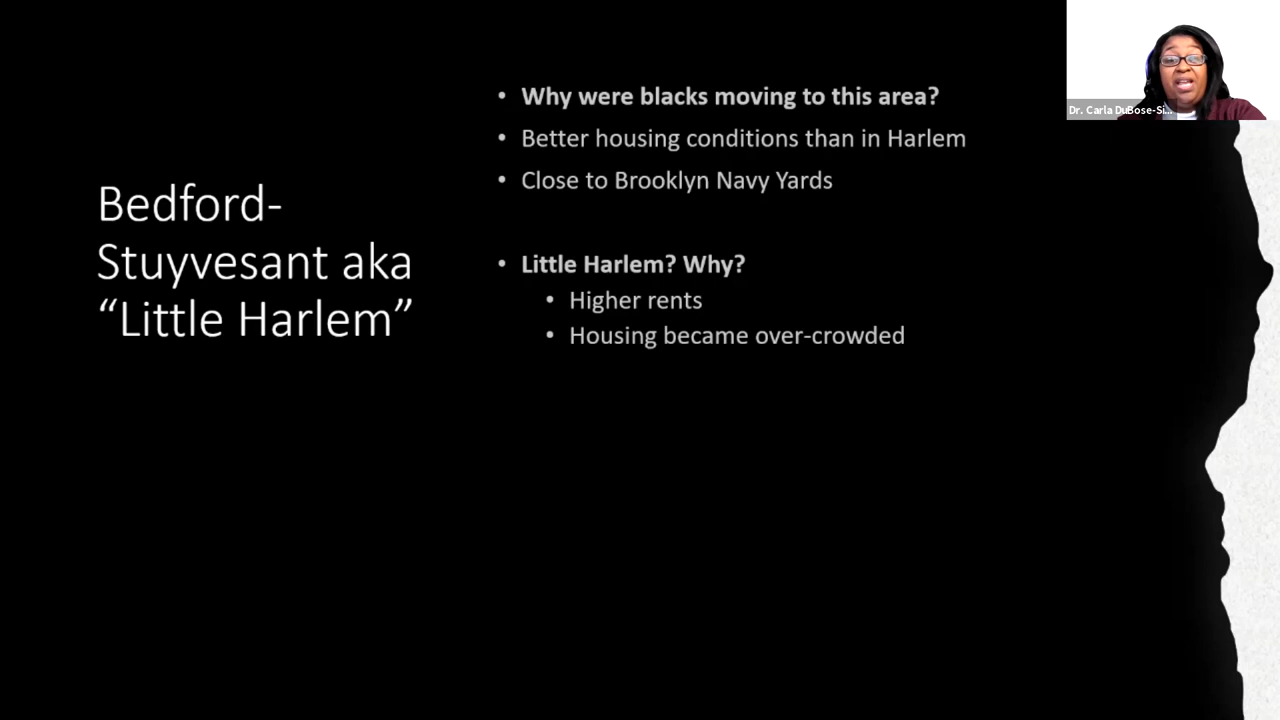 Bedford-
Stuyvesant aka
“Little Harlem”
• Why were blacks moving to this area?
• Better housing conditions than in Harlem
• Close to Brooklyn Navy Yards
• Little Harlem? Why?
• Higher rents
• Housing became over-crowded
Dr. Carla DuBose-Si...